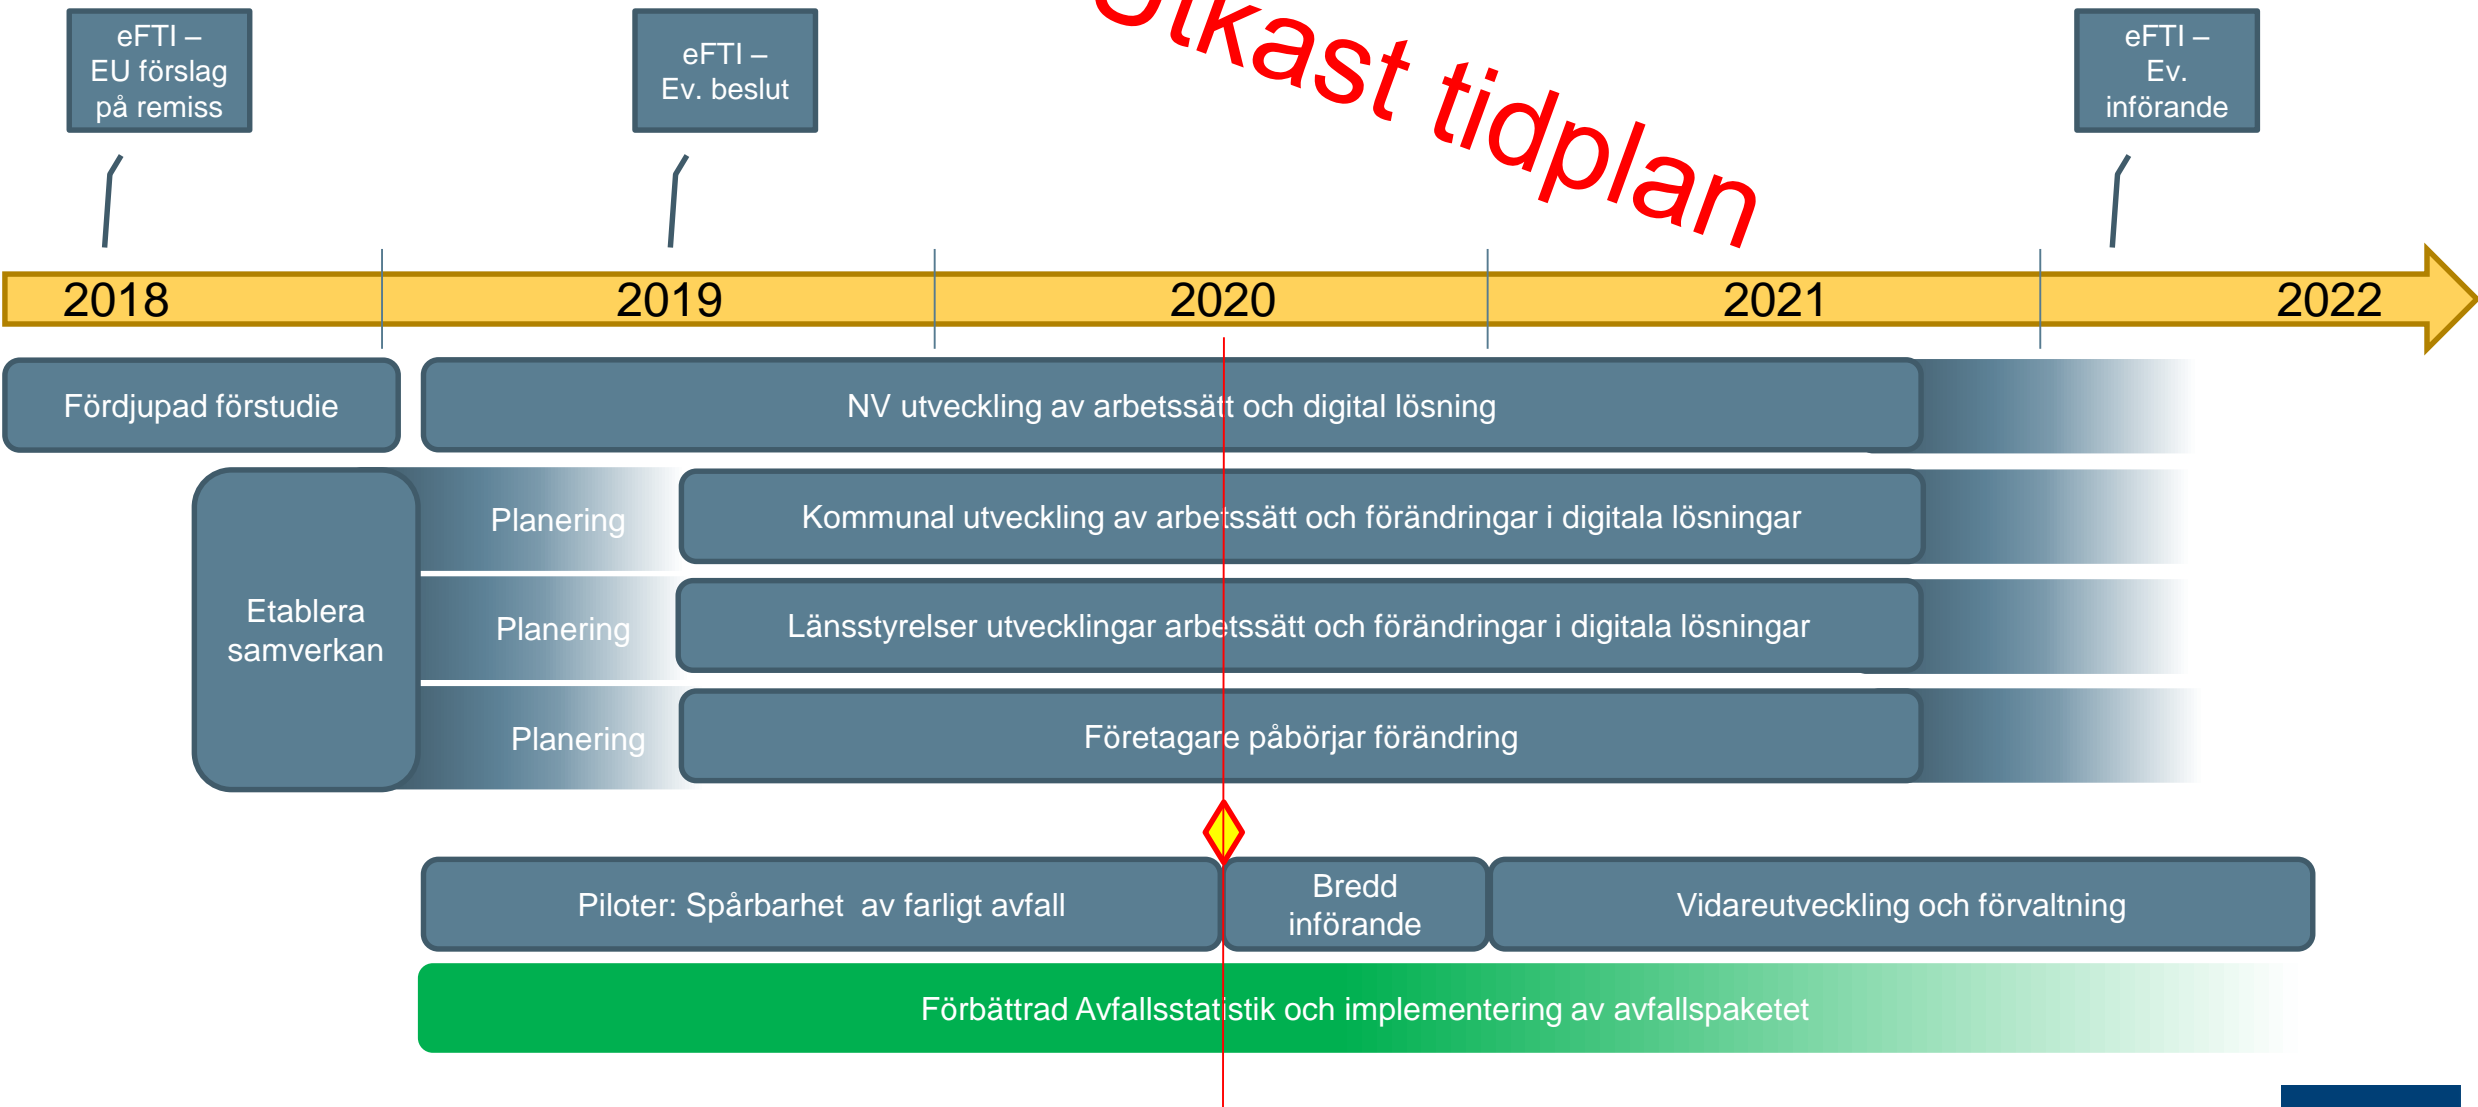 Utkast tidplan
eFTI –
EU förslag
på remiss
eFTI –
Ev. beslut
eFTI –
Ev.
införande
2018
2019
2020
2021
2022
Fördjupad förstudie
NV utveckling av arbetssätt och digital lösning
Etablera
samverkan
Planering
Kommunal utveckling av arbetssätt och förändringar i digitala lösningar
Planering
Länsstyrelser utvecklingar arbetssätt och förändringar i digitala lösningar
Planering
Företagare påbörjar förändring
Piloter: Spårbarhet av farligt avfall
Bredd
införande
Vidareutveckling och förvaltning
Förbättrad Avfallsstatistik och implementering av avfallspaketet